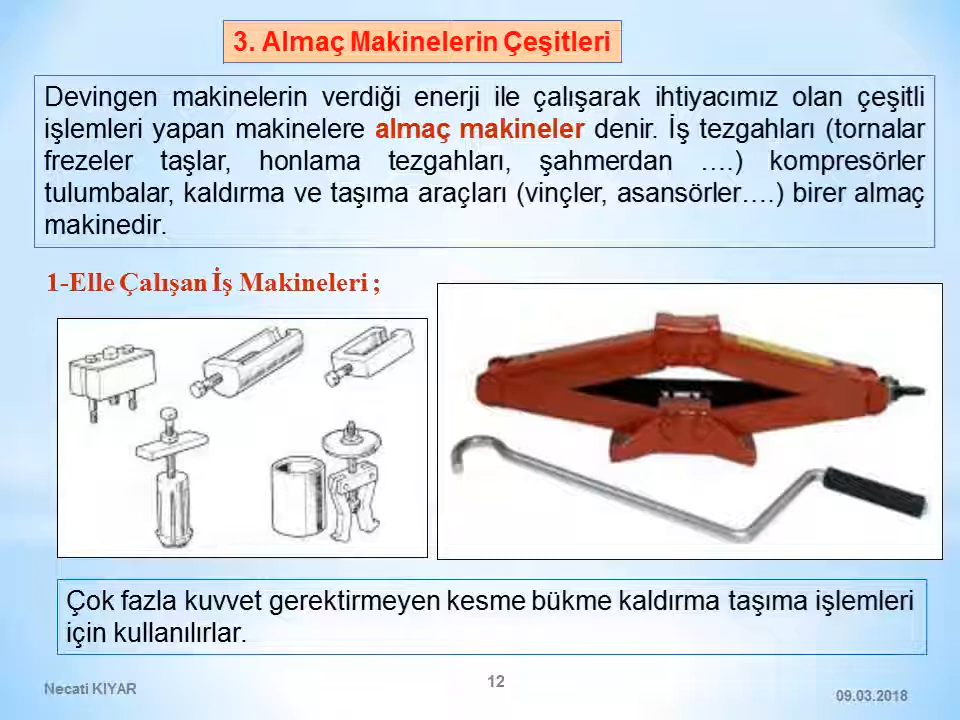 3. Almaç Makinelerin Çeşitleri
Devingen makinelerin verdiği enerji ile çalışarak ihtiyacımız olan çeşitli
işlemleri yapan makinelere almaç makineler denir. İş tezgahları (tornalar
frezeler taşlar, honlama tezgahları, şahmerdan ….) kompresörler
tulumbalar, kaldırma ve taşıma araçları (vinçler, asansörler….) birer almaç
makinedir.
1-Elle Çalışan İş Makineleri ;
Çok fazla kuvvet gerektirmeyen kesme bükme kaldırma taşıma işlemleri
için kullanılırlar.
Necati KIYAR
12
09.03.2018